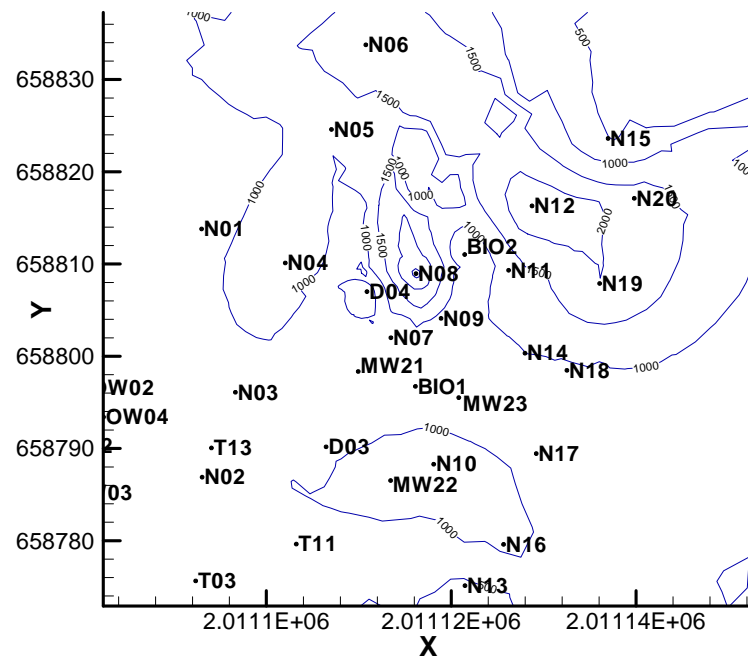 1000
1500
500
N06
658830
1500
1000
N05
N15
1000
658820
1500
1000
1000
1000
N12
N20
2000
N01
1000
BIO2
658810
N04
1000
1500
N08
N11
N19
D04
Y
N09
N07
658800
N14
MW21
N18
1000
OW02
BIO1
N03
MW23
OW04
1000
658790
T13
D03
N10
N17
N02
MW22
T03
1000
658780
T11
N16
T03
N13
2.0111E+06
2.01112E+06
2.01114E+06
X